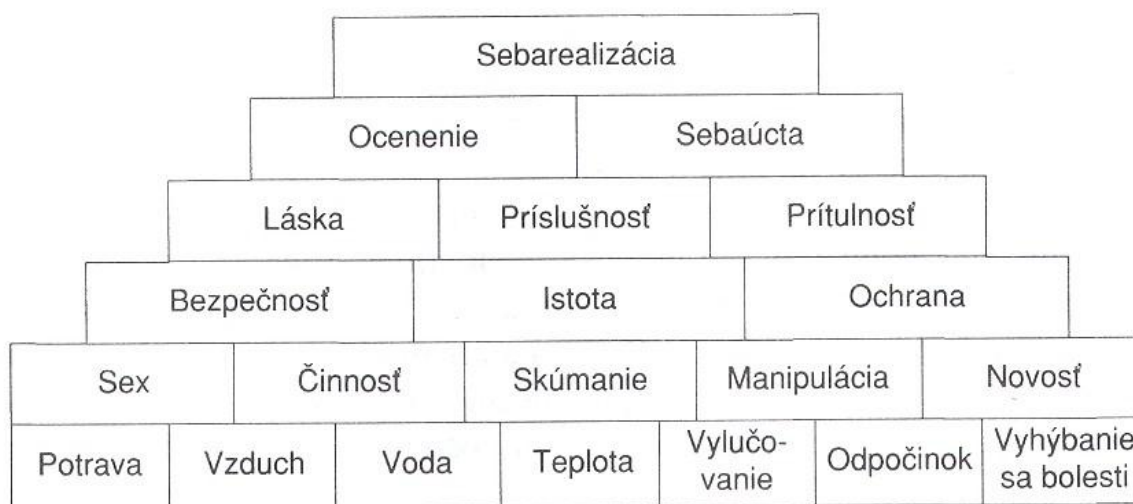 Sebarealizácia
Ocenenie Sebaúcta
Láska Príslušnosť Prítulnosť
Bezpečnosť Istota Ochrana
Sex Činnosť Skúmanie Manipulácia Novosť
Potrava Vzduch Voda Teplota Vylučo-
vanie Odpočinok Vyhýbanie
sa bolesti